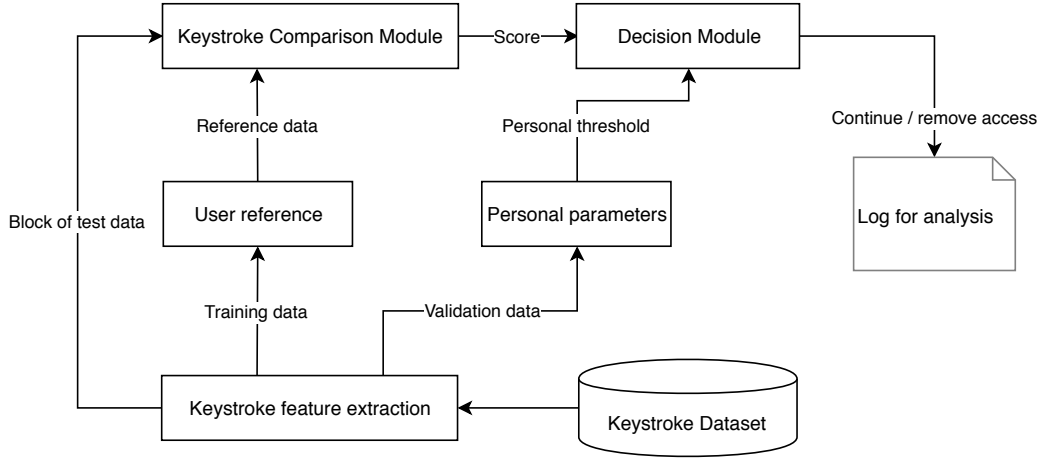 Keystroke Comparison Module
Score
Decision Module
Reference data
Personal threshold
Continue / remove access
User reference
Personal parameters
Log for analysis
Block of test data
Training data
Validation data
Keystroke feature extraction
Keystroke Dataset